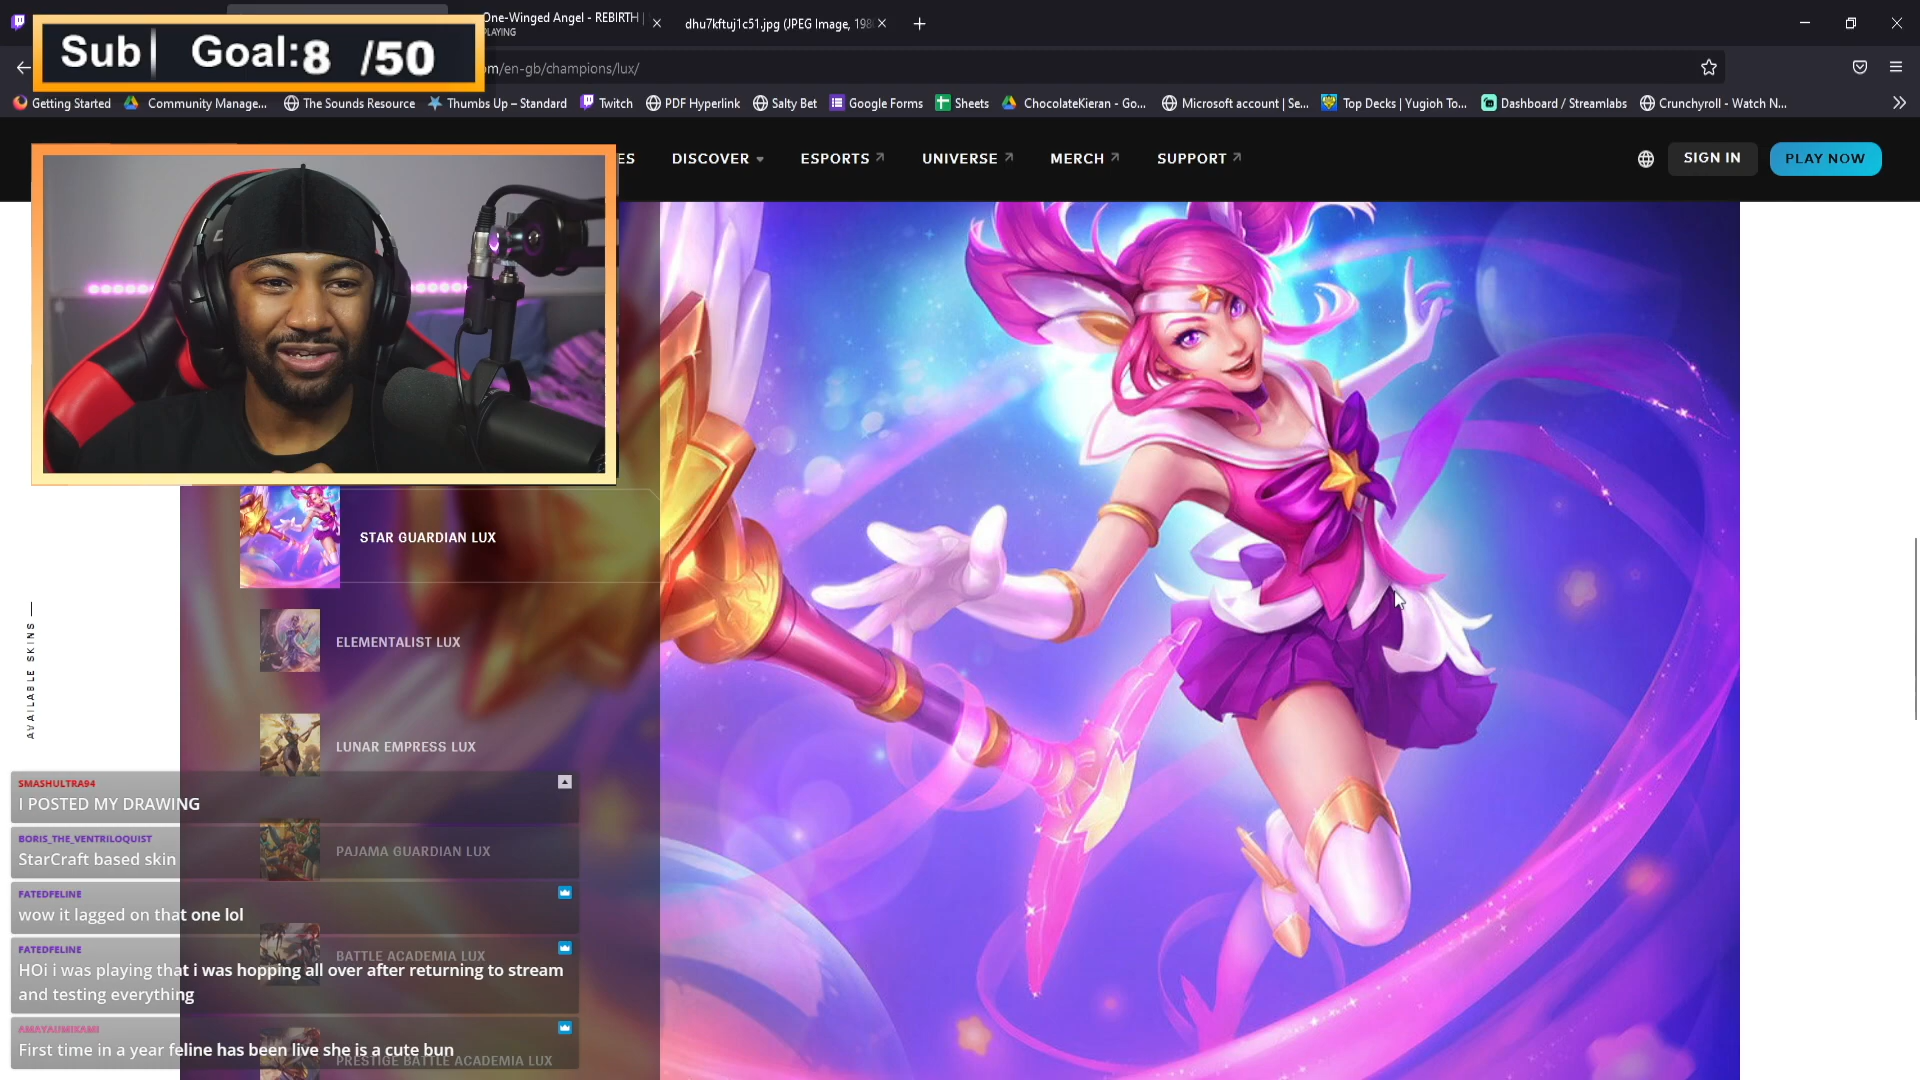 One-Winged Angel - REBIRTH |
PLAYING
dhu7kftuj1c51.jpg (JPEG Image, 198
Sub Goal:8 /50
om/en-gb/champions/lux/
Getting Started
Community Manage...
The Sounds Resource
Thumbs Up – Standard
Twitch
PDF Hyperlink
Salty Bet
Google Forms
Sheets
ChocolateKieran - Go...
Microsoft account | Se...
Top Decks | Yugioh To...
Dashboard / Streamlabs
Crunchyroll - Watch N...
ES
DISCOVER
ESPORTS
UNIVERSE
MERCH
SUPPORT
SIGN IN
PLAY NOW
STAR GUARDIAN LUX
ELEMENTALIST LUX
AVAILABLE SKINS
LUNAR EMPRESS LUX
SMASHULTRA94
I POSTED MY DRAWING
BORIS_THE_VENTRILOQUIST
StarCraft based skin
PAJAMA GUARDIAN LUX
FATEDFELINE
wow it lagged on that one lol
FATEDFELINE
BATTLE ACADEMIA LUX
HOi i was playing that i was hopping all over after returning to stream
and testing everything
AMAYAUMIKAMI
First time in a year feline has been live she is a cute bun
PRESTIGE BATTLE ACADEMIA LUX